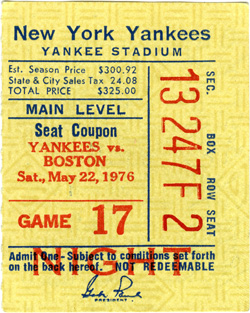 New York Yankees
YANKEE STADIUM
Est. Season Price $300.92
State & City Sales Tax 24.08
TOTAL PRICE $325.00
MAIN LEVEL
Seat Coupon
YANKEES vs.
BOSTON
Sat., May 22, 1976
GAME 17
NIGHT
Admit One - Subject to conditions set forth
on the back hereof. NOT REDEEMABLE
PRESIDENT
SEC. BOX ROW SEAT
13 247 F 2